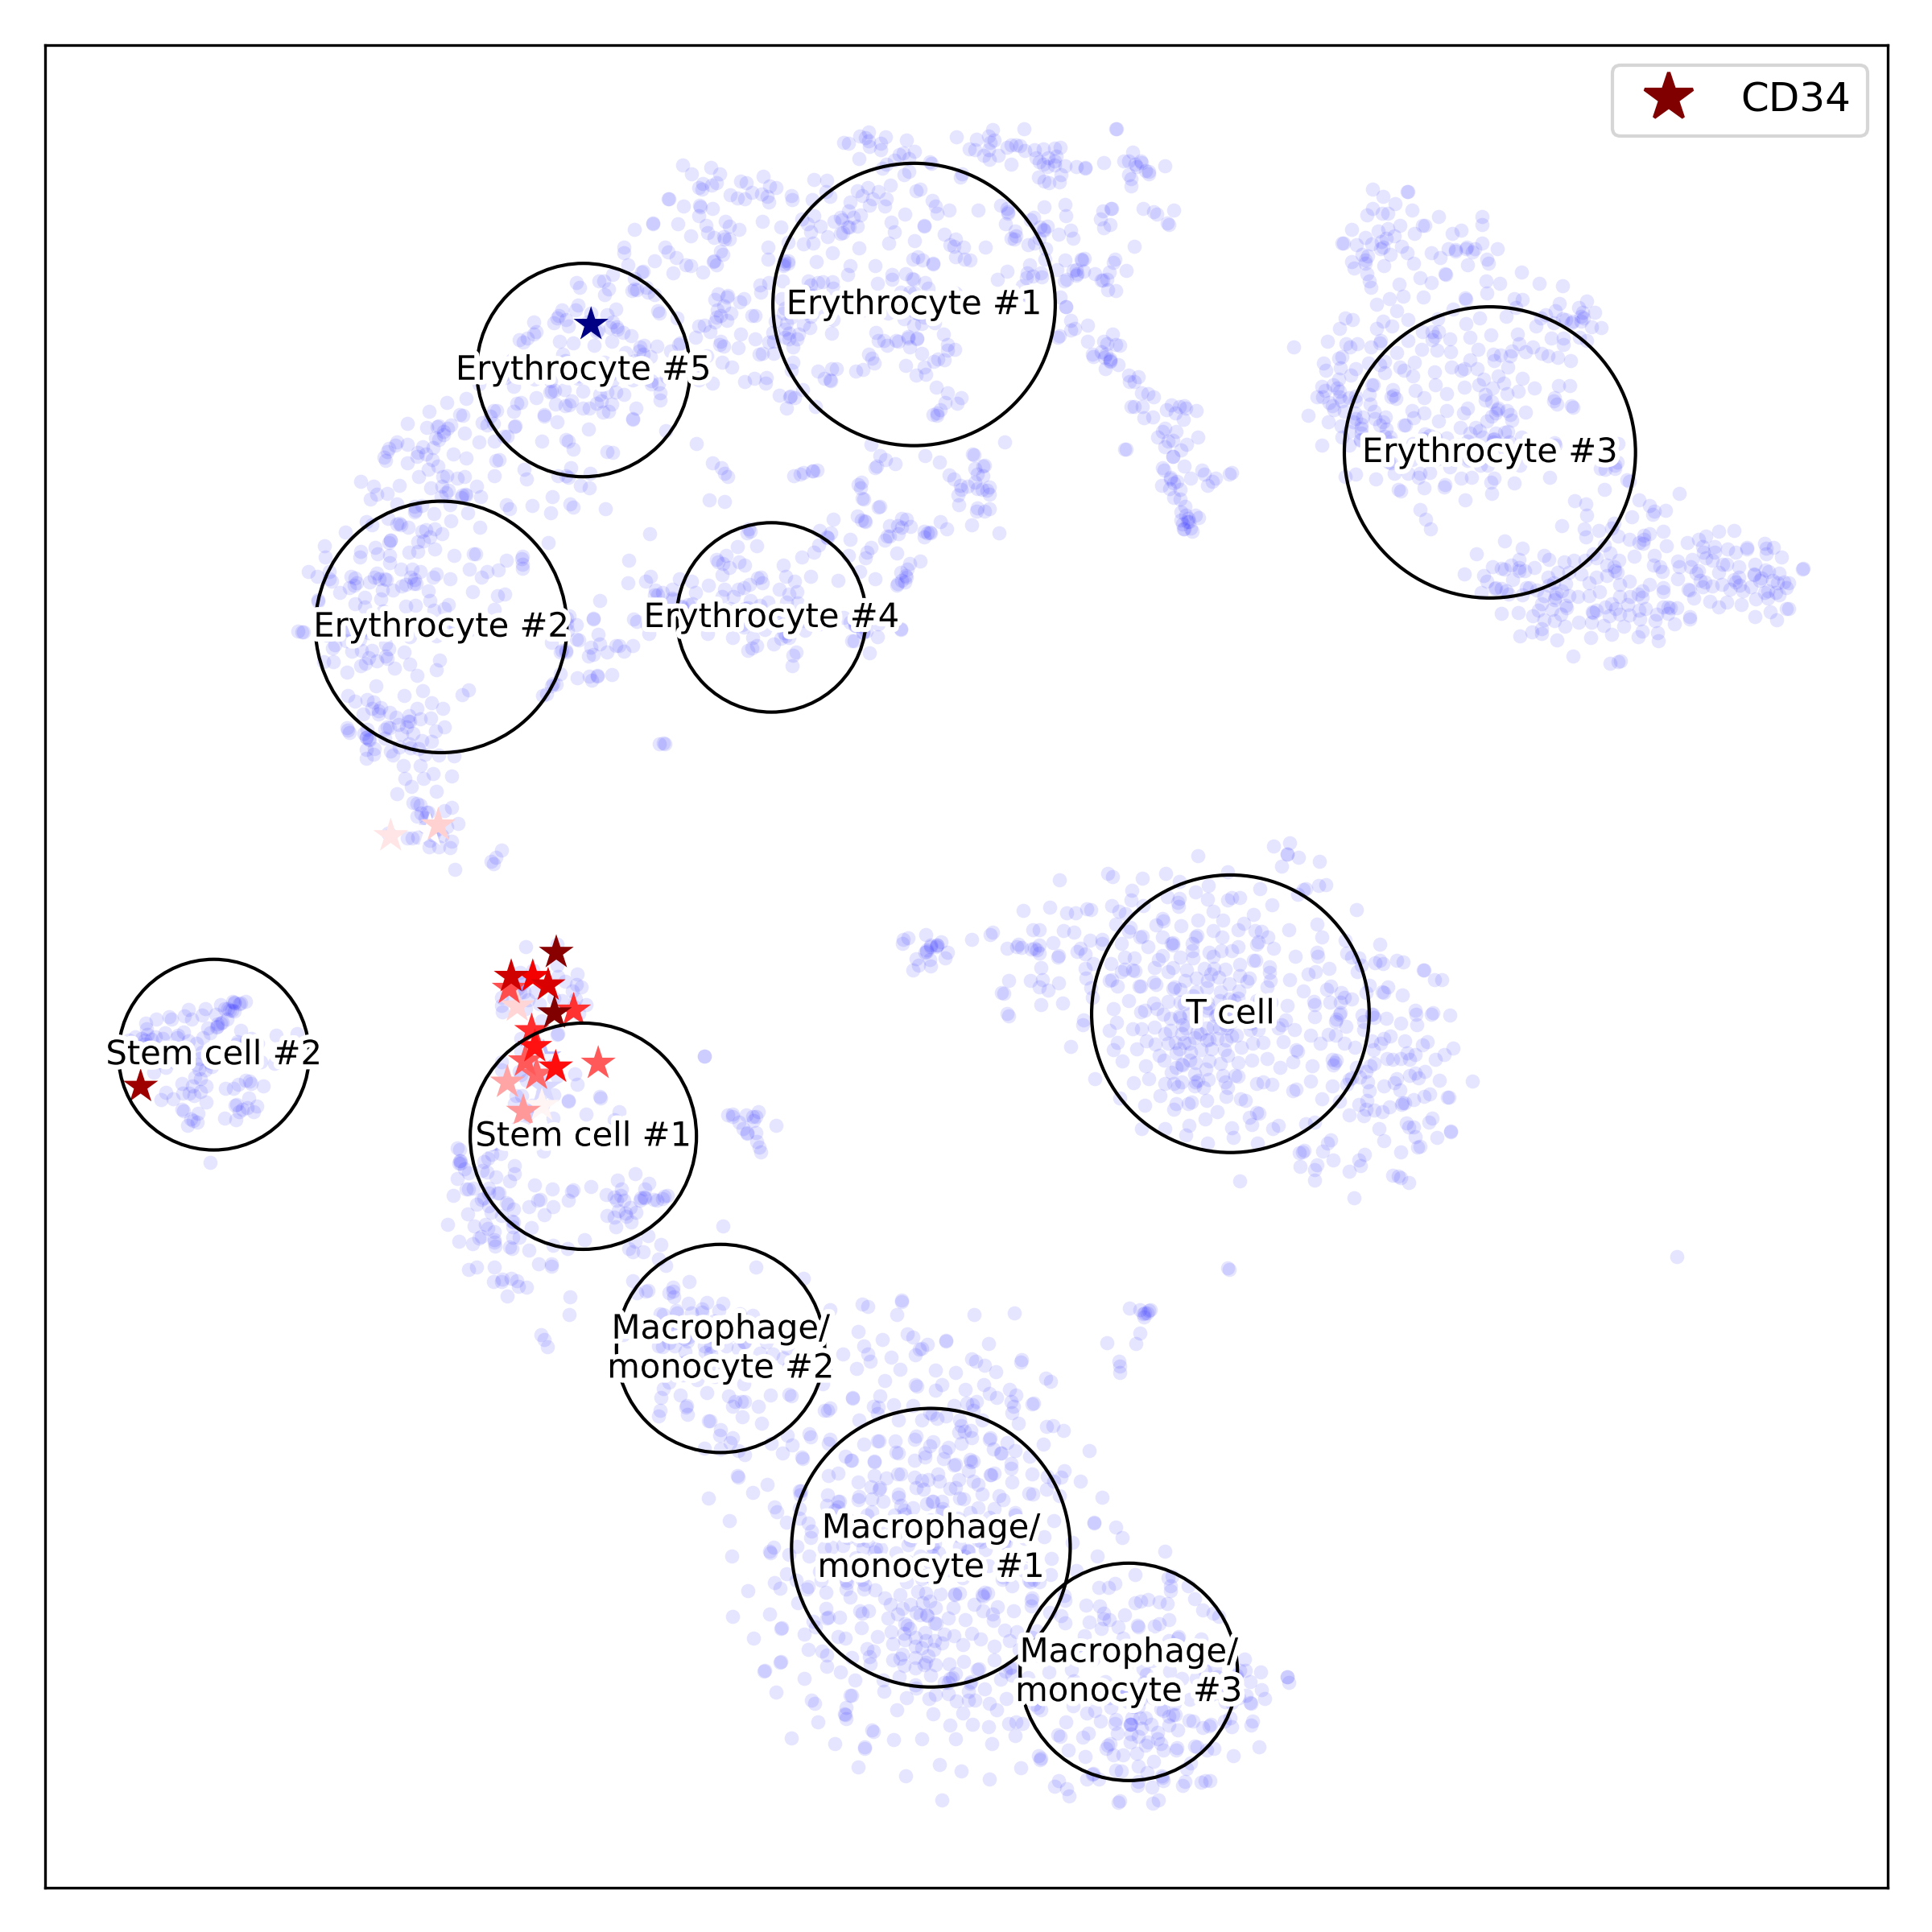 CD34
Erythrocyte #1
Erythrocyte #5
Erythrocyte #3
Erythrocyte #4
Erythrocyte #2
T cell
Stem cell #2
Stem cell #1
Macrophage/
monocyte #2
Macrophage/
monocyte #1
Macrophage/
monocyte #3